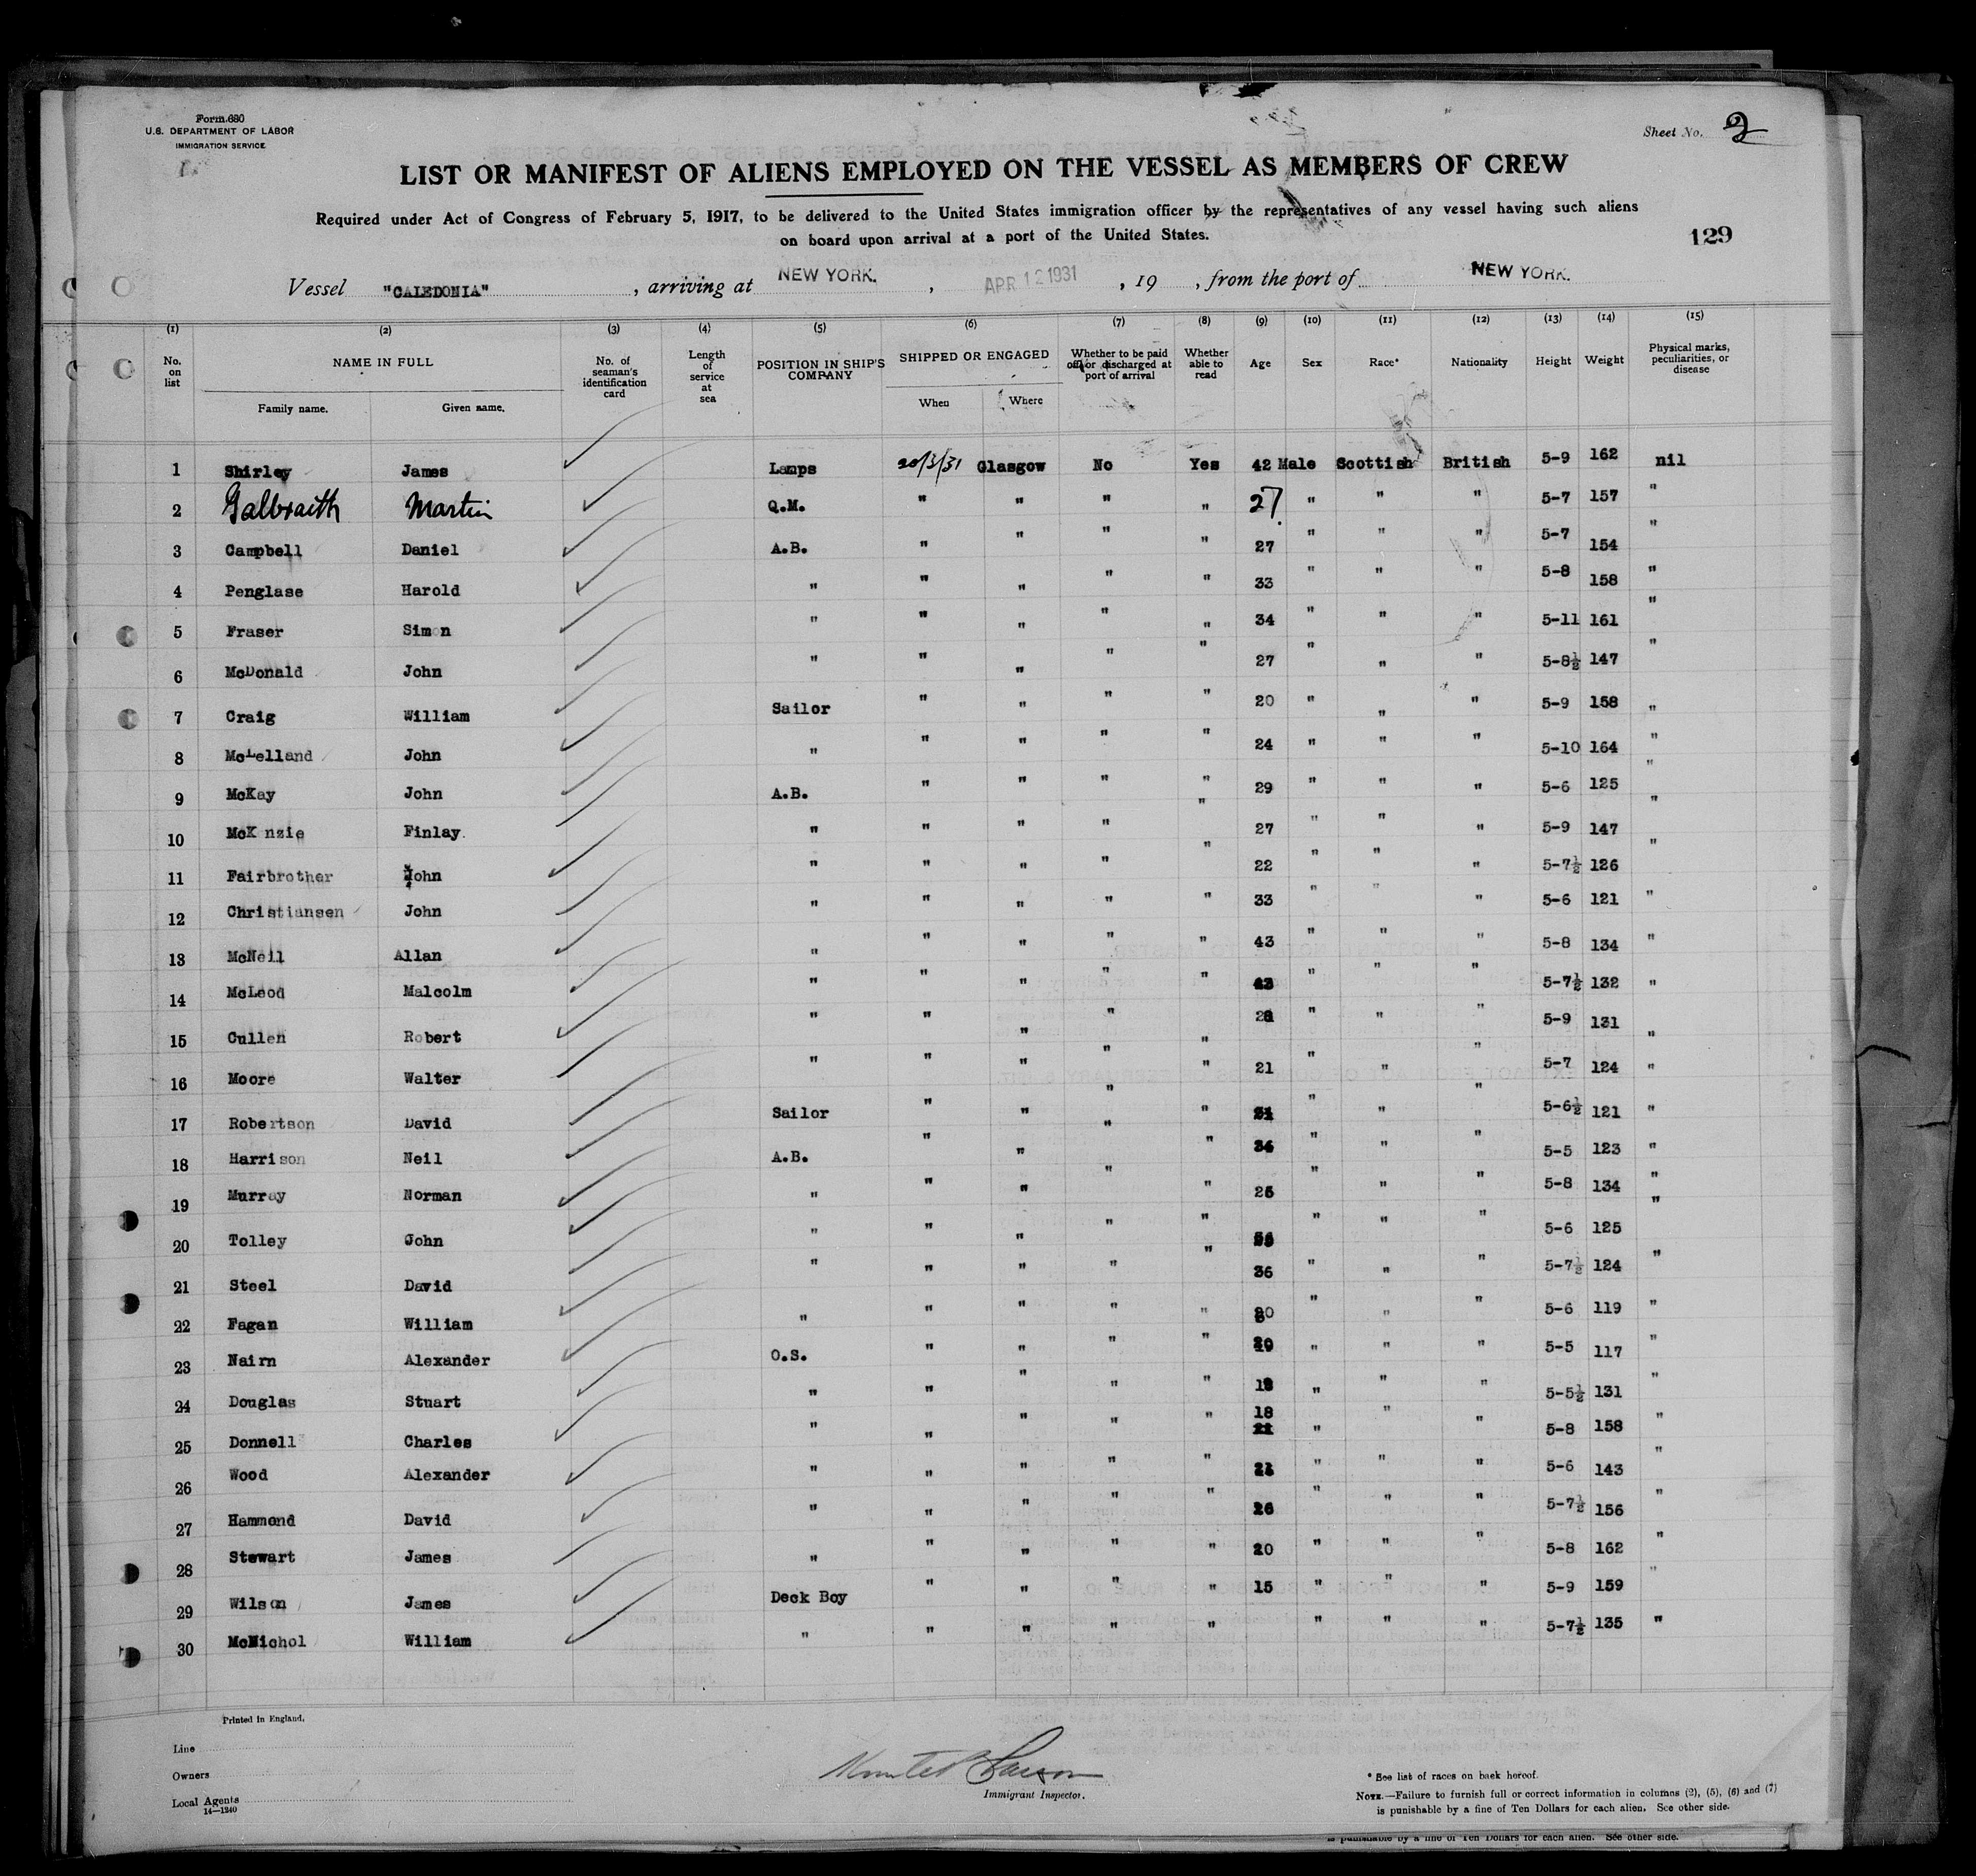 Form 680
U.S. DEPARTMENT OF LABOR
IMMIGRATION SERVICE
Sheet No. 2
LIST OR MANIFEST OF ALIENS EMPLOYED ON THE VESSEL AS MEMBERS OF CREW
Required under Act of Congress of February 5, 1917, to be delivered to the United States immigration officer by the representatives of any vessel having such aliens
on board upon arrival at a port of the United States.
129
Vessel "CALEDONIA", arriving at NEW YORK., APR 12 1931, 19 , from the port of NEW YORK.
(1) (2) (3) (4) (5) (6) (7) (8) (9) (10) (11) (12) (13) (14) (15)
No. on list NAME IN FULL No. of seaman's identification card Length of service at sea POSITION IN SHIP'S COMPANY SHIPPED OR ENGAGED Whether to be paid off or discharged at port of arrival Whether able to read Age Sex Race* Nationality Height Weight Physical marks, peculiarities, or disease
Family name. Given name. When Where
1 Shirley James Lamps 20/3/31 Glasgow No Yes 42 Male Scottish British 5-9 162 nil
2 Galbraith Martin Q.M. " " " " 27 " " " 5-7 157 "
3 Campbell Daniel A.B. " " " " 27 " " " 5-7 154 "
4 Penglase Harold " " " " " 33 " " " 5-8 158 "
5 Fraser Simon " " " " " 34 " " " 5-11 161 "
6 McDonald John " " " " " 27 " " " 5-8½ 147 "
7 Craig William Sailor " " " " 20 " " " 5-9 158 "
8 McLelland John " " " " " 24 " " " 5-10 164 "
9 McKay John A.B. " " " " 29 " " " 5-6 125 "
10 McK nzie Finlay. " " " " " 27 " " " 5-9 147 "
11 Fairbrother John " " " " " 22 " " " 5-7½ 126 "
12 Christiansen John " " " " " 33 " " " 5-6 121 "
13 McNeil Allan " " " " " 43 " " " 5-8 134 "
14 McLeod Malcolm " " " " " " " " 5-7½ 132 "
15 Cullen Robert " " " " " " " " 5-9 131 "
16 Moore Walter " " " " " 21 " " " 5-7 124 "
17 Robertson David Sailor " " " " " " " 5-6½ 121 "
18 Harrison Neil A.B. " " " " " " " 5-5 123 "
19 Murray Norman " " " " " " " " 5-8 134 "
20 Tolley John " " " " " " " " 5-6 125 "
21 Steel David " " " " " 36 " " " 5-7½ 124 "
22 Fagan William " " " " " " " " 5-6 119 "
23 Nairn Alexander O.S. " " " " " " " 5-5 117 "
24 Douglas Stuart " " " " " " " " 5-5½ 131 "
25 Donnell Charles " " " " " 18 " " " 5-8 158 "
26 Wood Alexander " " " " " " " " 5-6 143 "
27 Hammond David " " " " " " " " 5-7½ 156 "
28 Stewart James " " " " " 20 " " " 5-8 162 "
29 Wilson James Deck Boy " " " " 15 " " " 5-9 159 "
30 McNichol William " " " " " " " " 5-7½ 135 "
Printed in England.
Line
Owners
Local Agents
14—1240
Immigrant Inspector.
* See list of races on back hereof.
NOTE.—Failure to furnish full or correct information in columns (2), (5), (6) and (7)
is punishable by a fine of Ten Dollars for each alien. See other side.
is punishable by a fine of Ten Dollars for each alien. See other side.